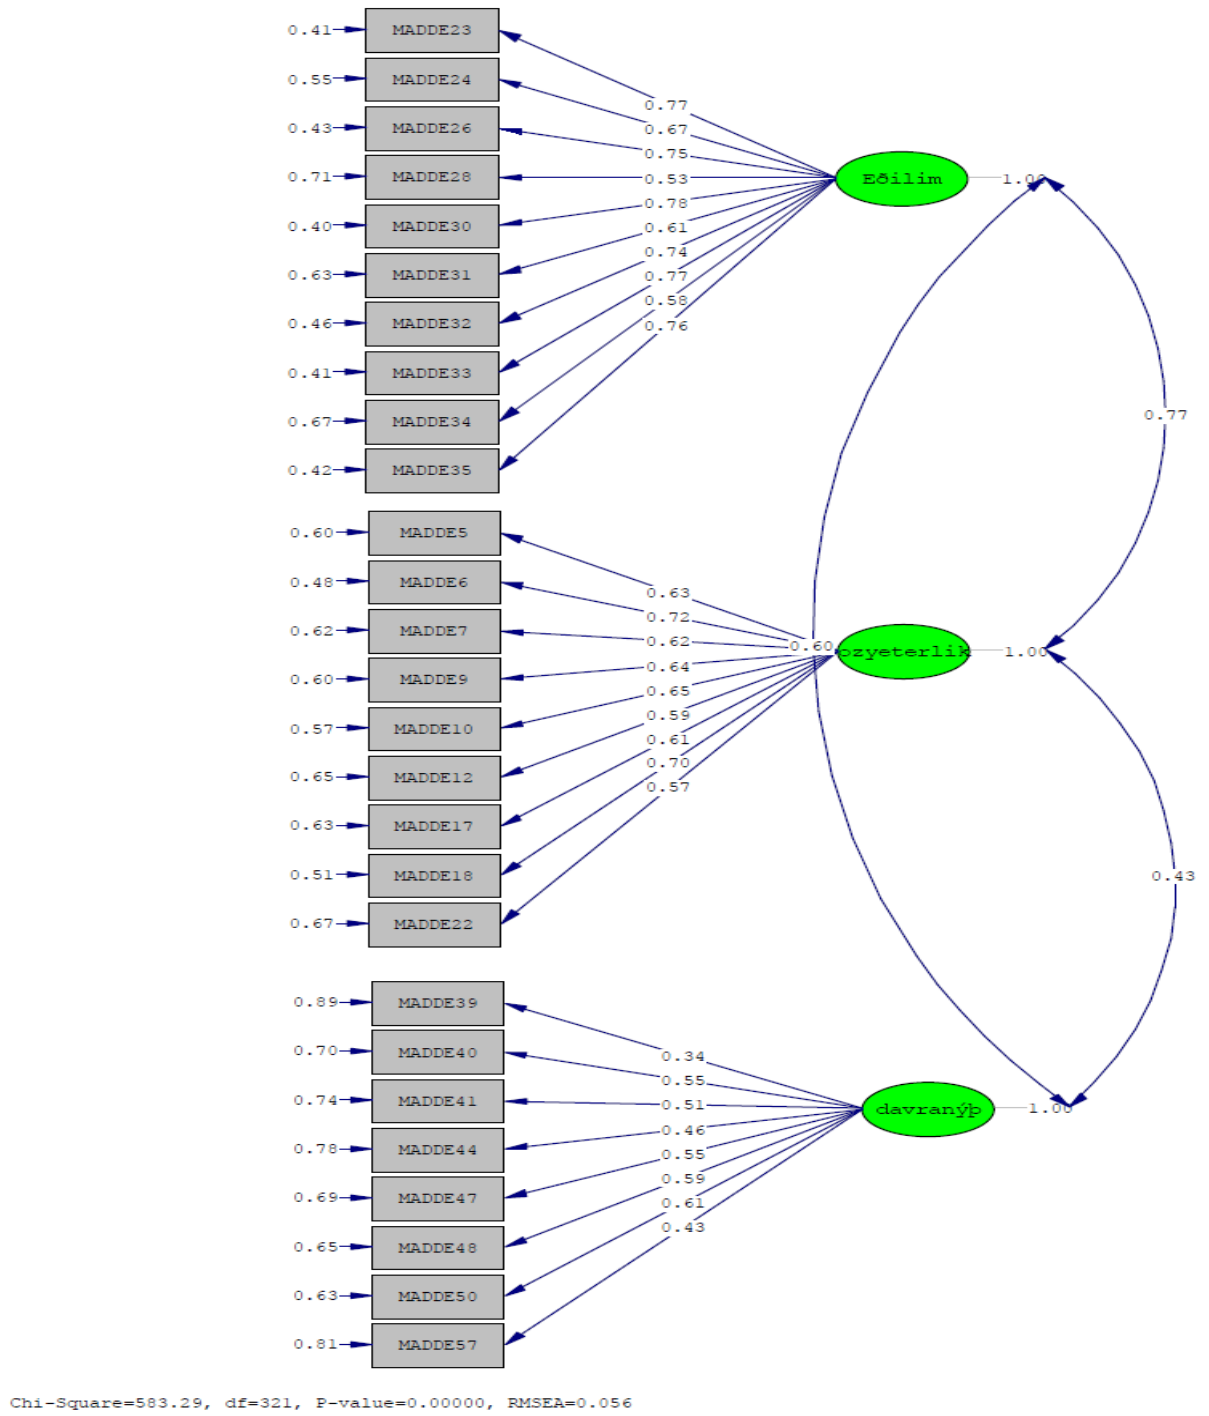 0.41 MADDE23
0.55 MADDE24
0.43 MADDE26
0.71 MADDE28
0.40 MADDE30
0.63 MADDE31
0.46 MADDE32
0.41 MADDE33
0.67 MADDE34
0.42 MADDE35
0.77
0.67
0.75
0.53
0.78
0.61
0.74
0.77
0.58
0.76
Eðilim 1.00
0.77
0.60 MADDE5
0.48 MADDE6
0.62 MADDE7
0.60 MADDE9
0.57 MADDE10
0.65 MADDE12
0.63 MADDE17
0.51 MADDE18
0.67 MADDE22
0.63
0.72
0.62
0.64
0.65
0.59
0.61
0.70
0.57
0.60
ozyeterlik 1.00
0.43
0.89 MADDE39
0.70 MADDE40
0.74 MADDE41
0.78 MADDE44
0.69 MADDE47
0.65 MADDE48
0.63 MADDE50
0.81 MADDE57
0.34
0.55
0.51
0.46
0.55
0.59
0.61
0.43
davranýþ 1.00
Chi-Square=583.29, df=321, P-value=0.00000, RMSEA=0.056